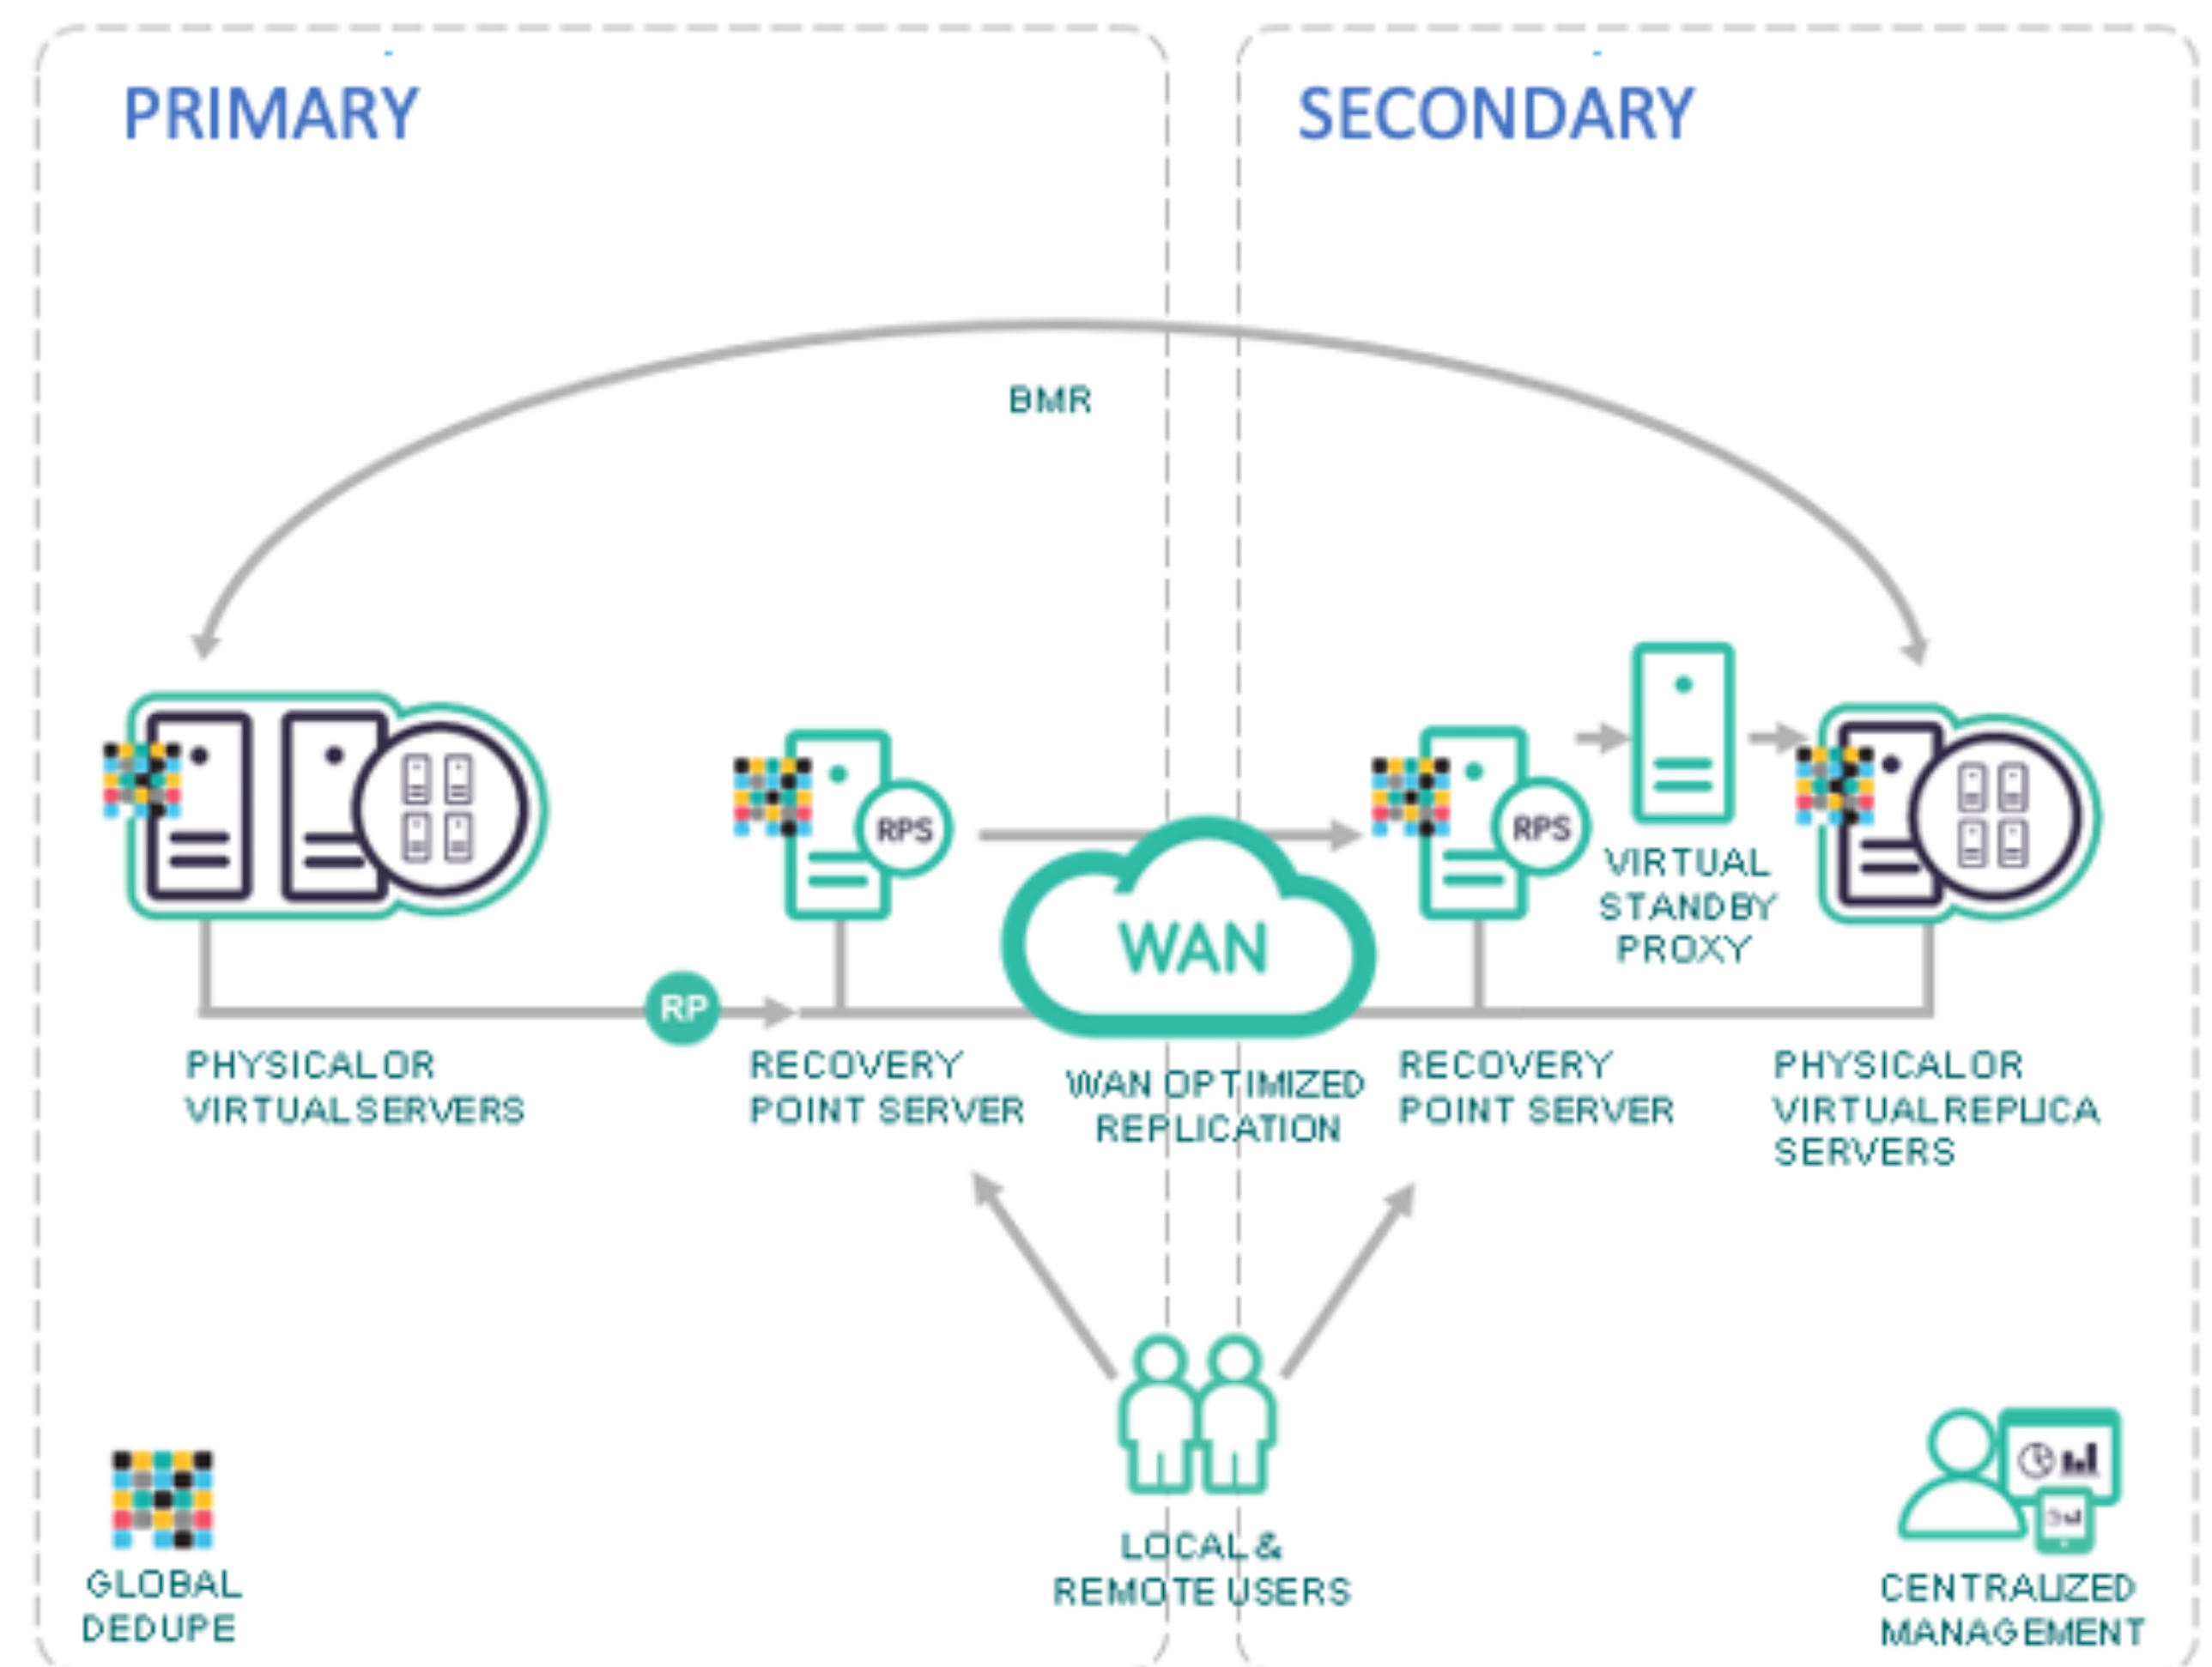 PRIMARY
SECONDARY
BMR
RPS
RPS
VIRTUAL
STANDBY
PROXY
WAN
RP
PHYSICAL OR
VIRTUAL SERVERS
RECOVERY
POINT SERVER
WAN OPTIMIZED
REPLICATION
RECOVERY
POINT SERVER
PHYSICAL OR
VIRTUAL REPLICA
SERVERS
LOCAL &
REMOTE USERS
GLOBAL
DEDUPE
CENTRALIZED
MANAGEMENT